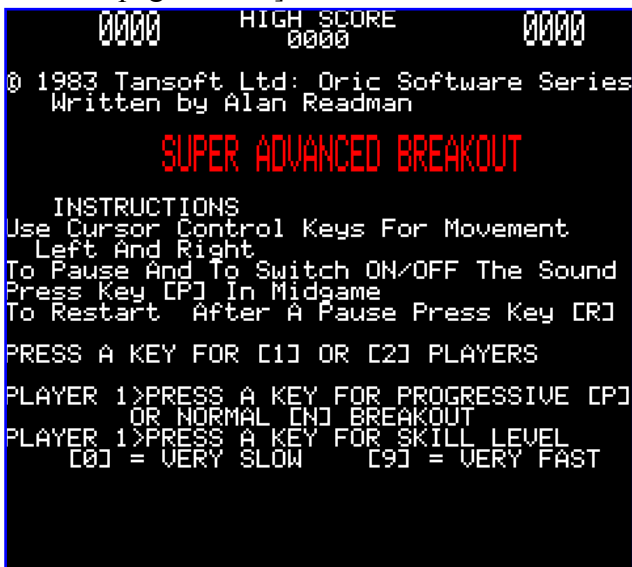 0000 HIGH SCORE 0000
0000
© 1983 Tansoft Ltd: Oric Software Series
Written by Alan Readman
SUPER ADVANCED BREAKOUT
INSTRUCTIONS
Use Cursor Control Keys For Movement
Left And Right
To Pause And To Switch ON/OFF The Sound
Press Key [P] In Midgame
To Restart After A Pause Press Key [R]
PRESS A KEY FOR [1] OR [2] PLAYERS
PLAYER 1>PRESS A KEY FOR PROGRESSIVE [P]
OR NORMAL [N] BREAKOUT
PLAYER 1>PRESS A KEY FOR SKILL LEVEL
[0] = VERY SLOW [9] = VERY FAST